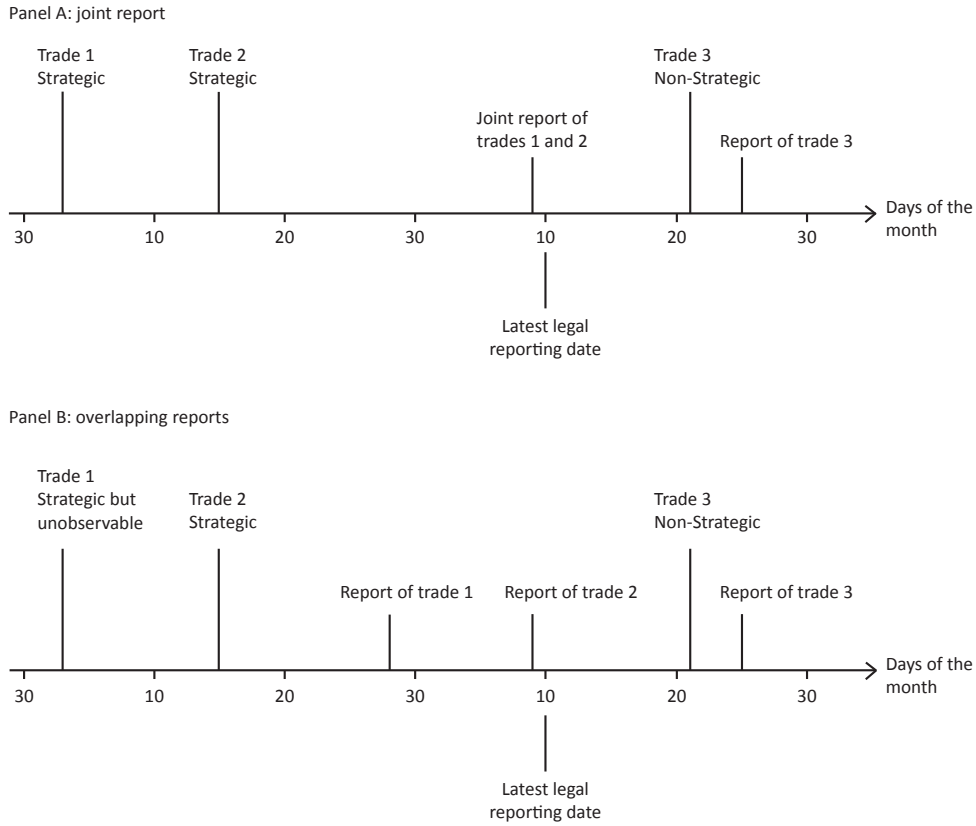 Panel A: joint report
Trade 1
Strategic
Trade 2
Strategic
Joint report of
trades 1 and 2
Trade 3
Non-Strategic
Report of trade 3
Days of the
month
30
10
20
30
10
20
30
Latest legal
reporting date
Panel B: overlapping reports
Trade 1
Strategic but
unobservable
Trade 2
Strategic
Report of trade 1
Report of trade 2
Trade 3
Non-Strategic
Report of trade 3
Days of the
month
30
10
20
30
10
20
30
Latest legal
reporting date